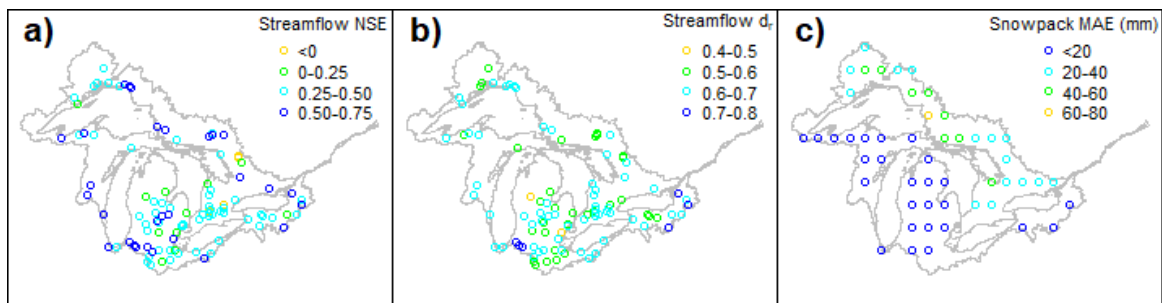 a)
Streamflow NSE
<0
0-0.25
0.25-0.50
0.50-0.75
b)
Streamflow dr
0.4-0.5
0.5-0.6
0.6-0.7
0.7-0.8
c)
Snowpack MAE (mm)
<20
20-40
40-60
60-80